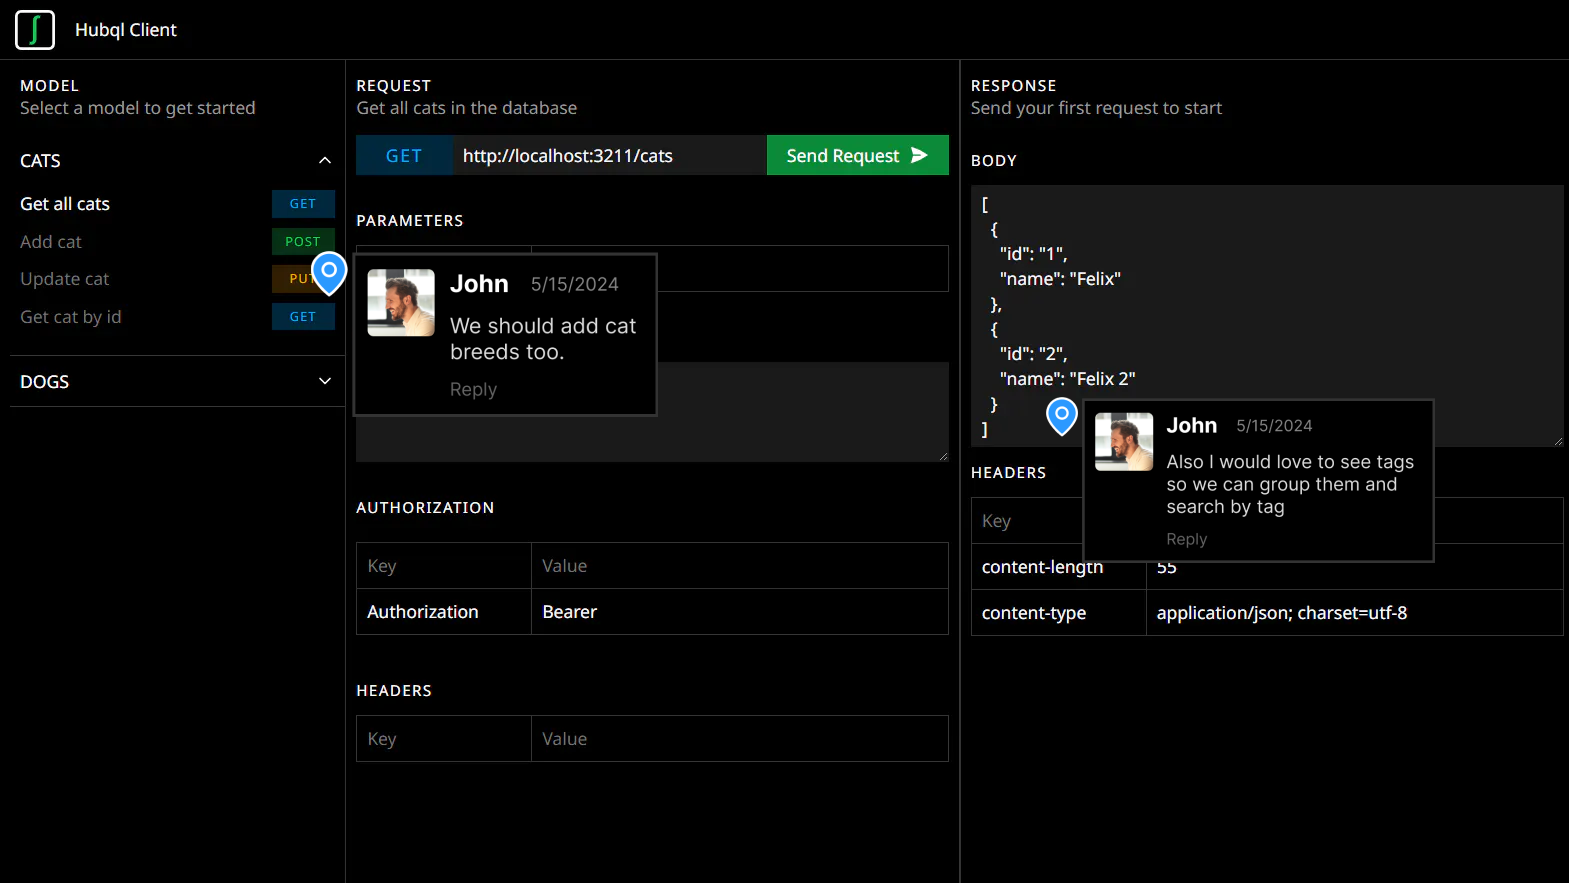 Hubql Client
MODEL
Select a model to get started
CATS
Get all cats GET
Add cat POST
Update cat PUT
Get cat by id GET
DOGS
REQUEST
Get all cats in the database
GET http://localhost:3211/cats Send Request
PARAMETERS
John 5/15/2024
We should add cat
breeds too.
Reply
AUTHORIZATION
Key Value
Authorization Bearer
HEADERS
Key Value
RESPONSE
Send your first request to start
BODY
[
{
"id": "1",
"name": "Felix"
},
{
"id": "2",
"name": "Felix 2"
}
]
John 5/15/2024
Also I would love to see tags
so we can group them and
search by tag
Reply
HEADERS
Key
content-length 55
content-type application/json; charset=utf-8